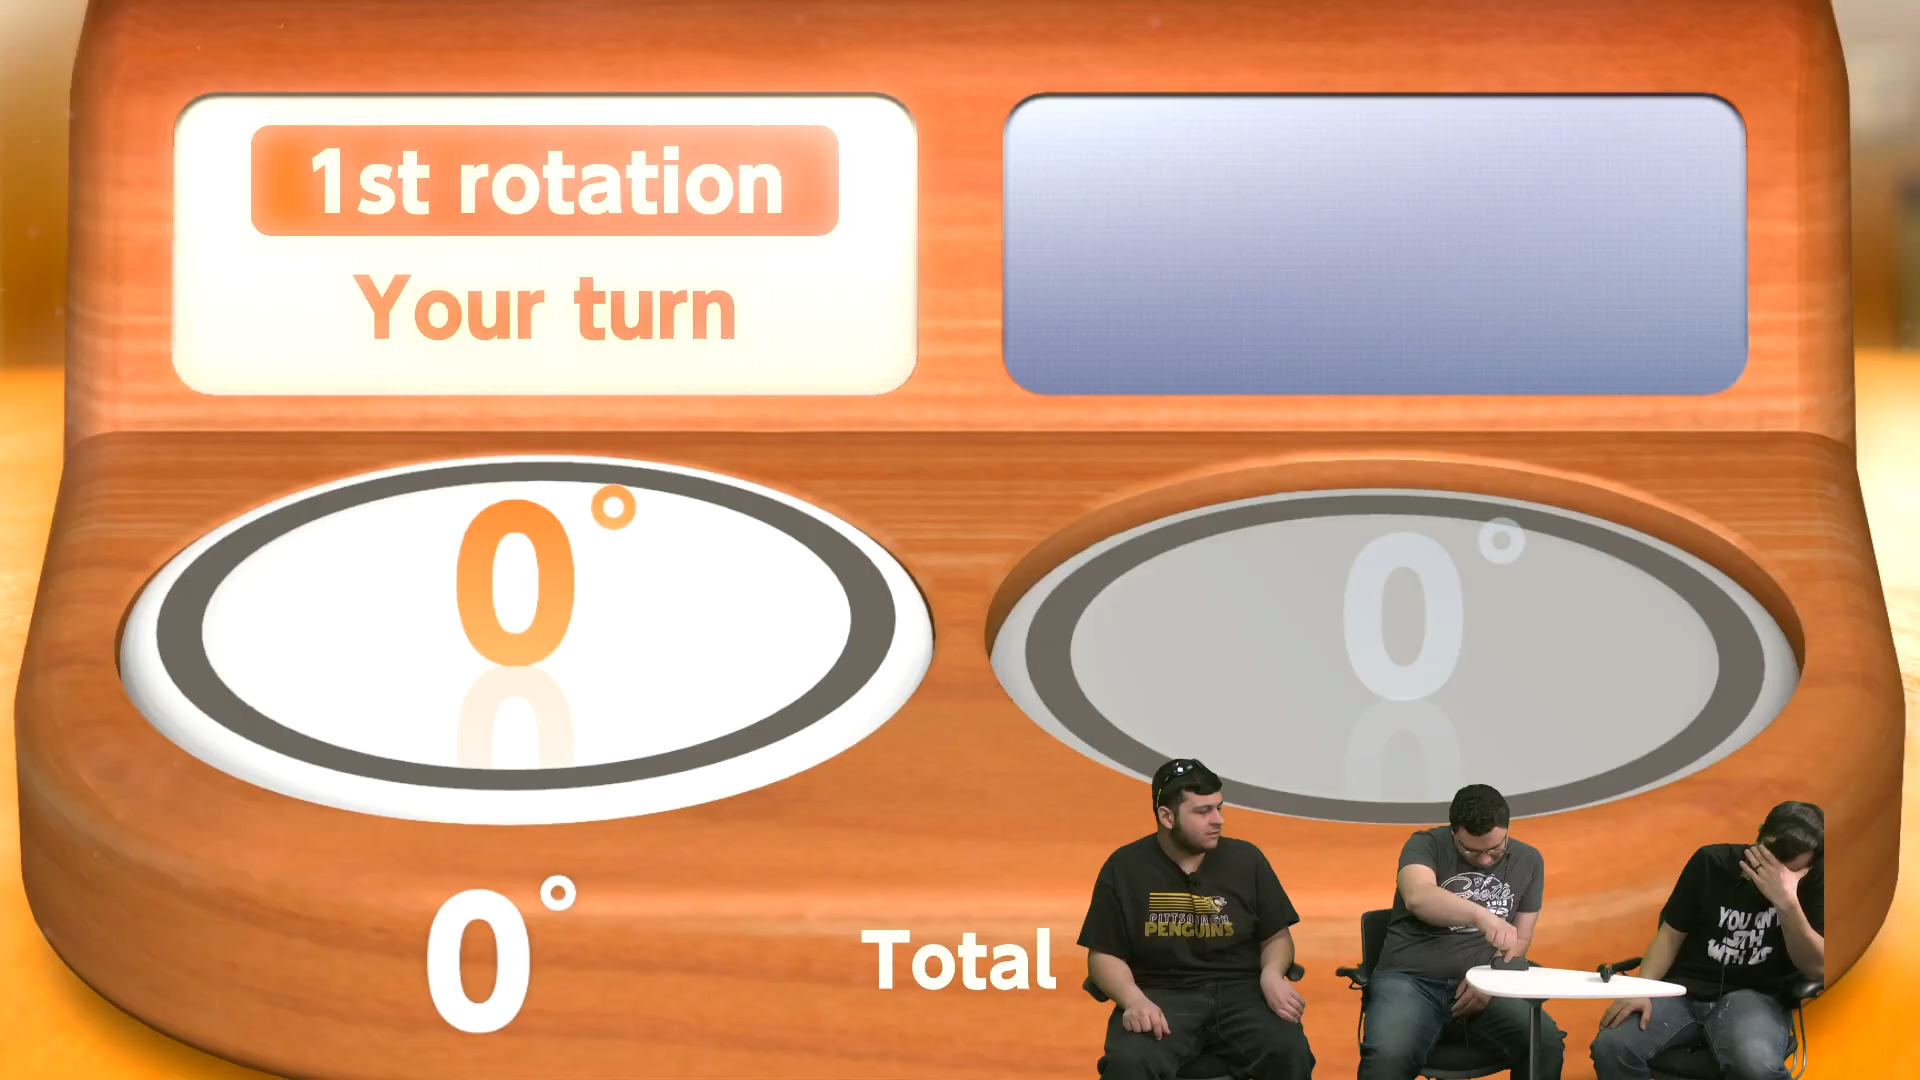 1st rotation
Your turn
0°
0°
0°
Total
PITTSBURGH
PENGUINS